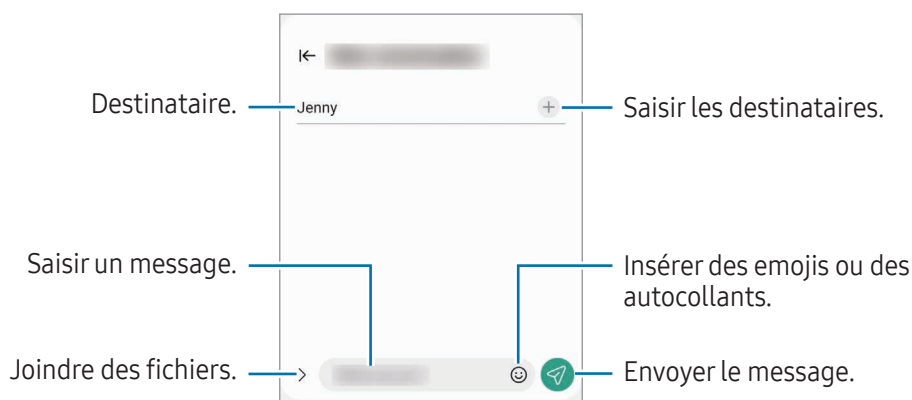 Destinataire.
Jenny
Saisir les destinataires.
Saisir un message.
Insérer des emojis ou des
autocollants.
Joindre des fichiers.
Envoyer le message.